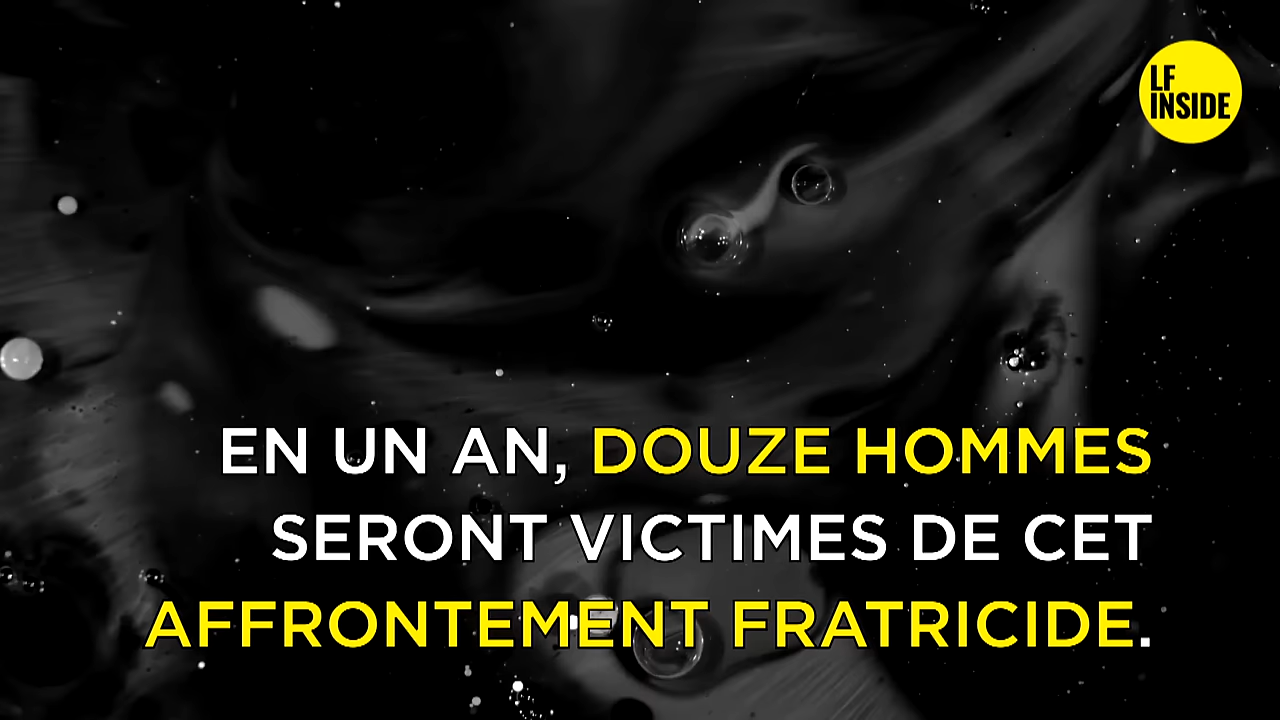 LF
INSIDE
EN UN AN, DOUZE HOMMES
SERONT VICTIMES DE CET
AFFRONTEMENT FRATRICIDE.